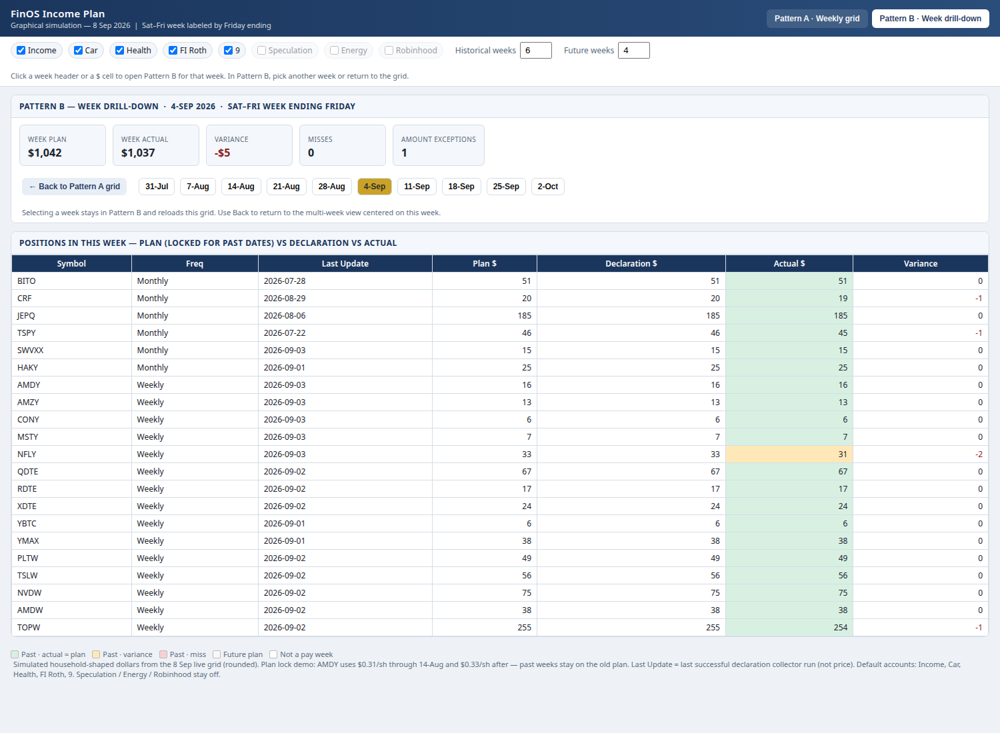 FinOS Income Plan
Graphical simulation — 8 Sep 2026 | Sat–Fri week labeled by Friday ending
Pattern A · Weekly grid
Pattern B · Week drill-down
Income Car Health FI Roth 9 Speculation Energy Robinhood Historical weeks 6 Future weeks 4
Click a week header or a $ cell to open Pattern B for that week. In Pattern B, pick another week or return to the grid.
PATTERN B — WEEK DRILL-DOWN · 4-SEP 2026 · SAT–FRI WEEK ENDING FRIDAY
WEEK PLAN
$1,042
WEEK ACTUAL
$1,037
VARIANCE
-$5
MISSES
0
AMOUNT EXCEPTIONS
1
← Back to Pattern A grid 31-Jul 7-Aug 14-Aug 21-Aug 28-Aug 4-Sep 11-Sep 18-Sep 25-Sep 2-Oct
Selecting a week stays in Pattern B and reloads this grid. Use Back to return to the multi-week view centered on this week.
POSITIONS IN THIS WEEK — PLAN (LOCKED FOR PAST DATES) VS DECLARATION VS ACTUAL
Symbol Freq Last Update Plan $ Declaration $ Actual $ Variance
BITO Monthly 2026-07-28 51 51 51 0
CRF Monthly 2026-08-29 20 20 19 -1
JEPQ Monthly 2026-08-06 185 185 185 0
TSPY Monthly 2026-07-22 46 46 45 -1
SWVXX Monthly 2026-09-03 15 15 15 0
HAKY Monthly 2026-09-01 25 25 25 0
AMDY Weekly 2026-09-03 16 16 16 0
AMZY Weekly 2026-09-03 13 13 13 0
CONY Weekly 2026-09-03 6 6 6 0
MSTY Weekly 2026-09-03 7 7 7 0
NFLY Weekly 2026-09-03 33 33 31 -2
QDTE Weekly 2026-09-02 67 67 67 0
RDTE Weekly 2026-09-02 17 17 17 0
XDTE Weekly 2026-09-02 24 24 24 0
YBTC Weekly 2026-09-01 6 6 6 0
YMAX Weekly 2026-09-01 38 38 38 0
PLTW Weekly 2026-09-02 49 49 49 0
TSLW Weekly 2026-09-02 56 56 56 0
NVDW Weekly 2026-09-02 75 75 75 0
AMDW Weekly 2026-09-02 38 38 38 0
TOPW Weekly 2026-09-02 255 255 254 -1
Past · actual ≈ plan Past · variance Past · miss Future plan Not a pay week
Simulated household-shaped dollars from the 8 Sep live grid (rounded). Plan lock demo: AMDY uses $0.31/sh through 14-Aug and $0.33/sh after — past weeks stay on the old plan. Last Update = last successful declaration collector run (not price). Default accounts: Income, Car,
Health, FI Roth, 9. Speculation / Energy / Robinhood stay off.